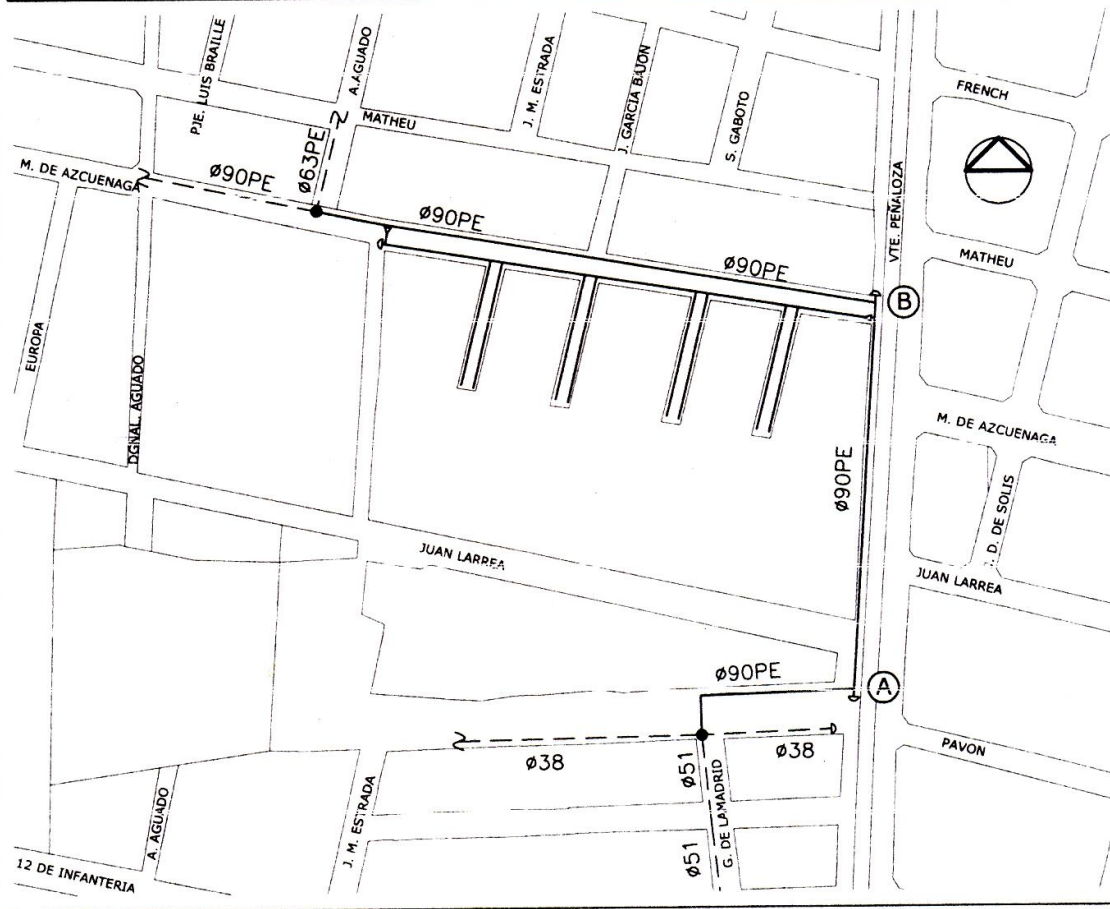 PJE. LUIS BRAILLE
A.AGUADO
J. M. ESTRADA
J. GARCIA BAJON
S. GABOTO
FRENCH
MATHEU
M. DE AZCUENAGA
ø90PE
ø63PE
ø90PE
ø90PE
VTE. PEÑALOZA
MATHEU
B
EUROPA
DGNAL. AGUADO
M. DE AZCUENAGA
ø90PE
J. D. DE SOLIS
JUAN LARREA
JUAN LARREA
ø90PE
A
ø38
ø51
ø38
PAVON
A. AGUADO
J. M. ESTRADA
ø51
G. DE LAMADRID
12 DE INFANTERIA